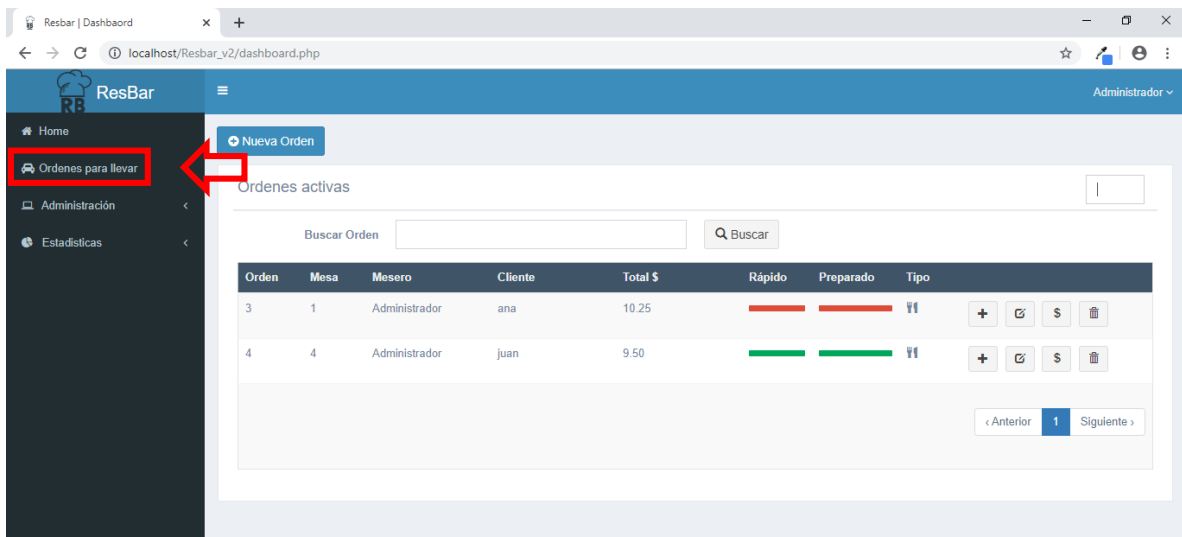 Resbar | Dashbaord
localhost/Resbar_v2/dashboard.php
RB ResBar
Administrador
Home
Nueva Orden
Ordenes para llevar
Ordenes activas
Administración
Estadisticas
Buscar Orden Buscar
Orden Mesa Mesero Cliente Total $ Rápido Preparado Tipo
3 1 Administrador ana 10.25 $
4 4 Administrador juan 9.50 $
‹ Anterior 1 Siguiente ›